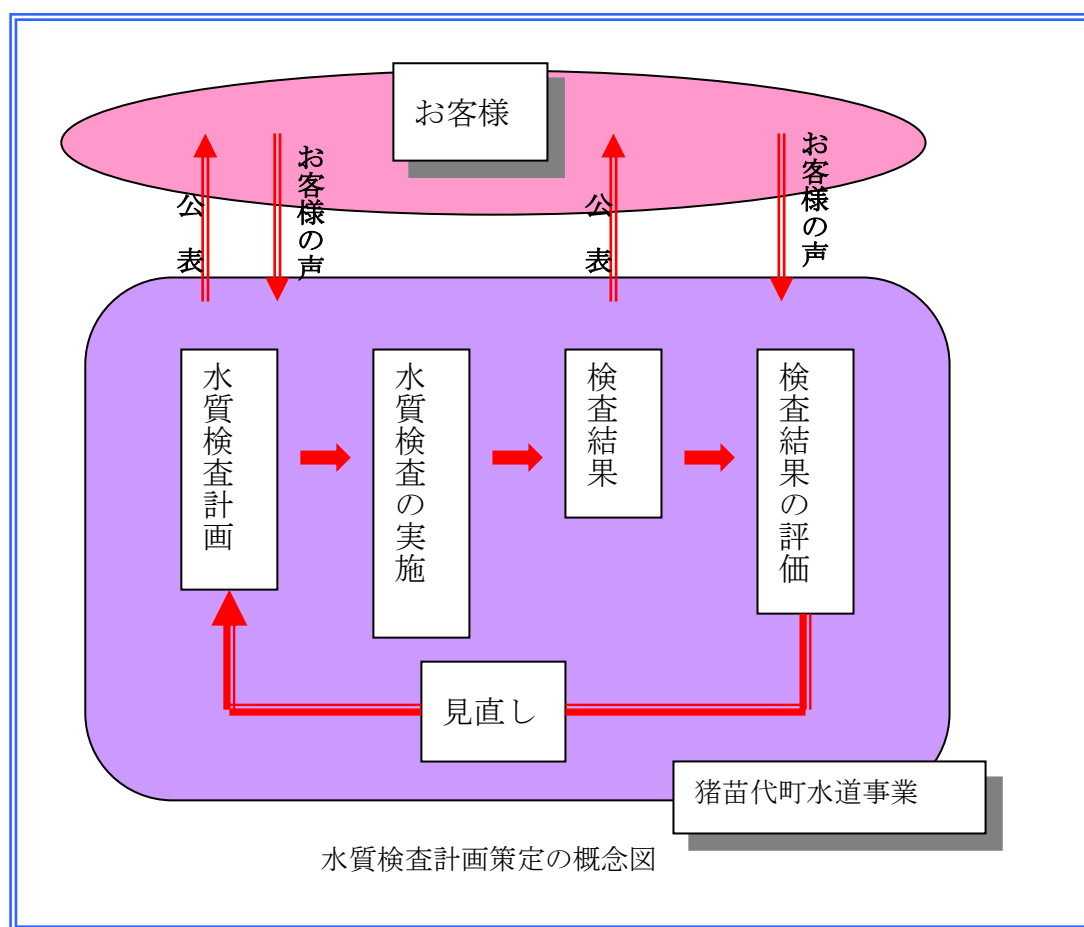 お客様
公表
お客様の声
公表
お客様の声
水質検査計画
水質検査の実施
検査結果
検査結果の評価
見直し
猪苗代町水道事業
水質検査計画策定の概念図